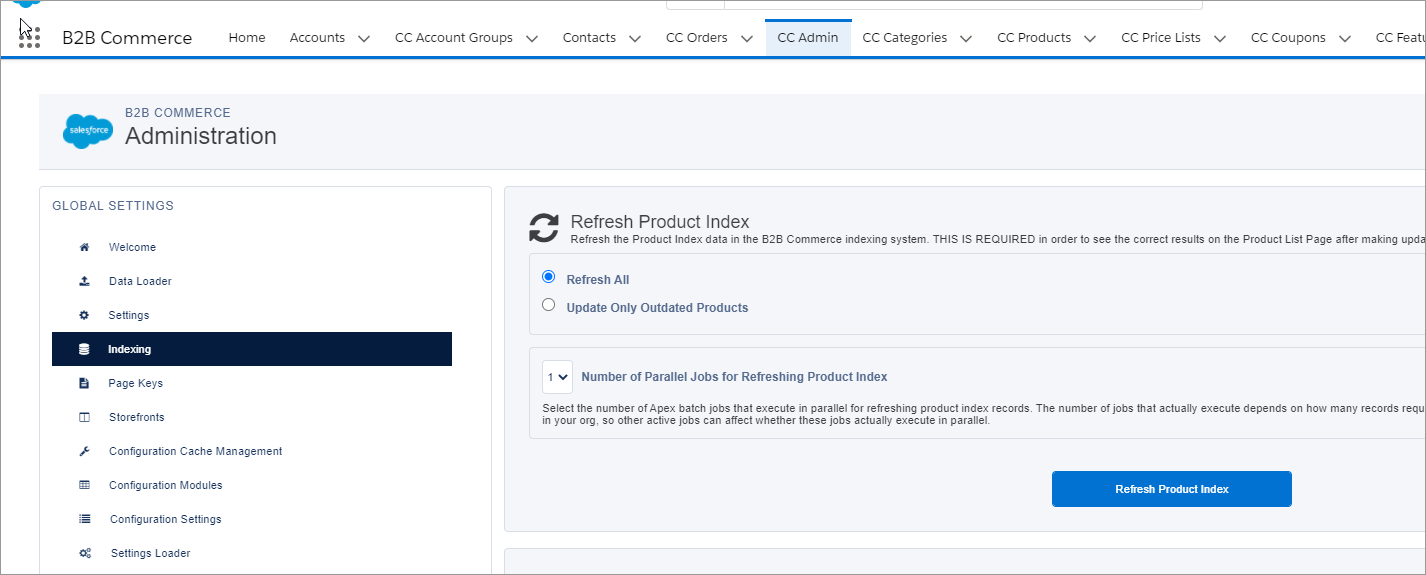 B2B Commerce Home Accounts CC Account Groups Contacts CC Orders CC Admin CC Categories CC Products CC Price Lists CC Coupons CC Featu
salesforce
B2B COMMERCE
Administration
GLOBAL SETTINGS
Welcome
Data Loader
Settings
Indexing
Page Keys
Storefronts
Configuration Cache Management
Configuration Modules
Configuration Settings
Settings Loader
Refresh Product Index
Refresh the Product Index data in the B2B Commerce indexing system. THIS IS REQUIRED in order to see the correct results on the Product List Page after making upda
Refresh All
Update Only Outdated Products
1 Number of Parallel Jobs for Refreshing Product Index
Select the number of Apex batch jobs that execute in parallel for refreshing product index records. The number of jobs that actually execute depends on how many records requ
in your org, so other active jobs can affect whether these jobs actually execute in parallel.
Refresh Product Index